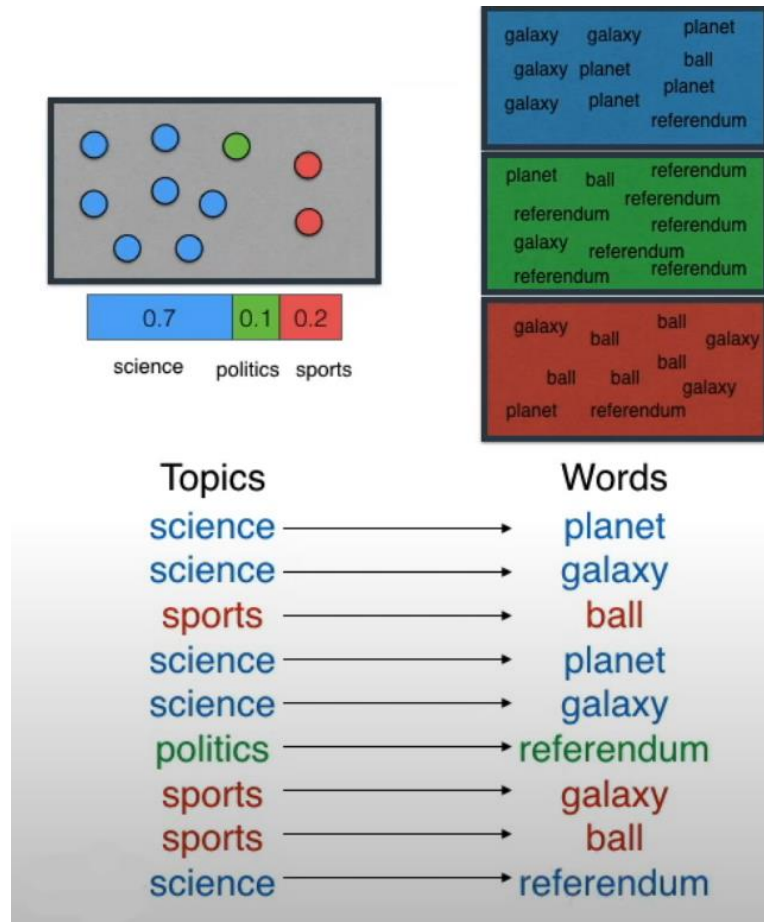 0.7 0.1 0.2
science politics sports
galaxy galaxy planet
galaxy planet ball
planet
galaxy planet
referendum
planet ball referendum
referendum
referendum
referendum
galaxy referendum
referendum referendum
galaxy ball
ball galaxy
ball
ball ball galaxy
planet referendum
Topics Words
science planet
science galaxy
sports ball
science planet
science galaxy
politics referendum
sports galaxy
sports ball
science referendum